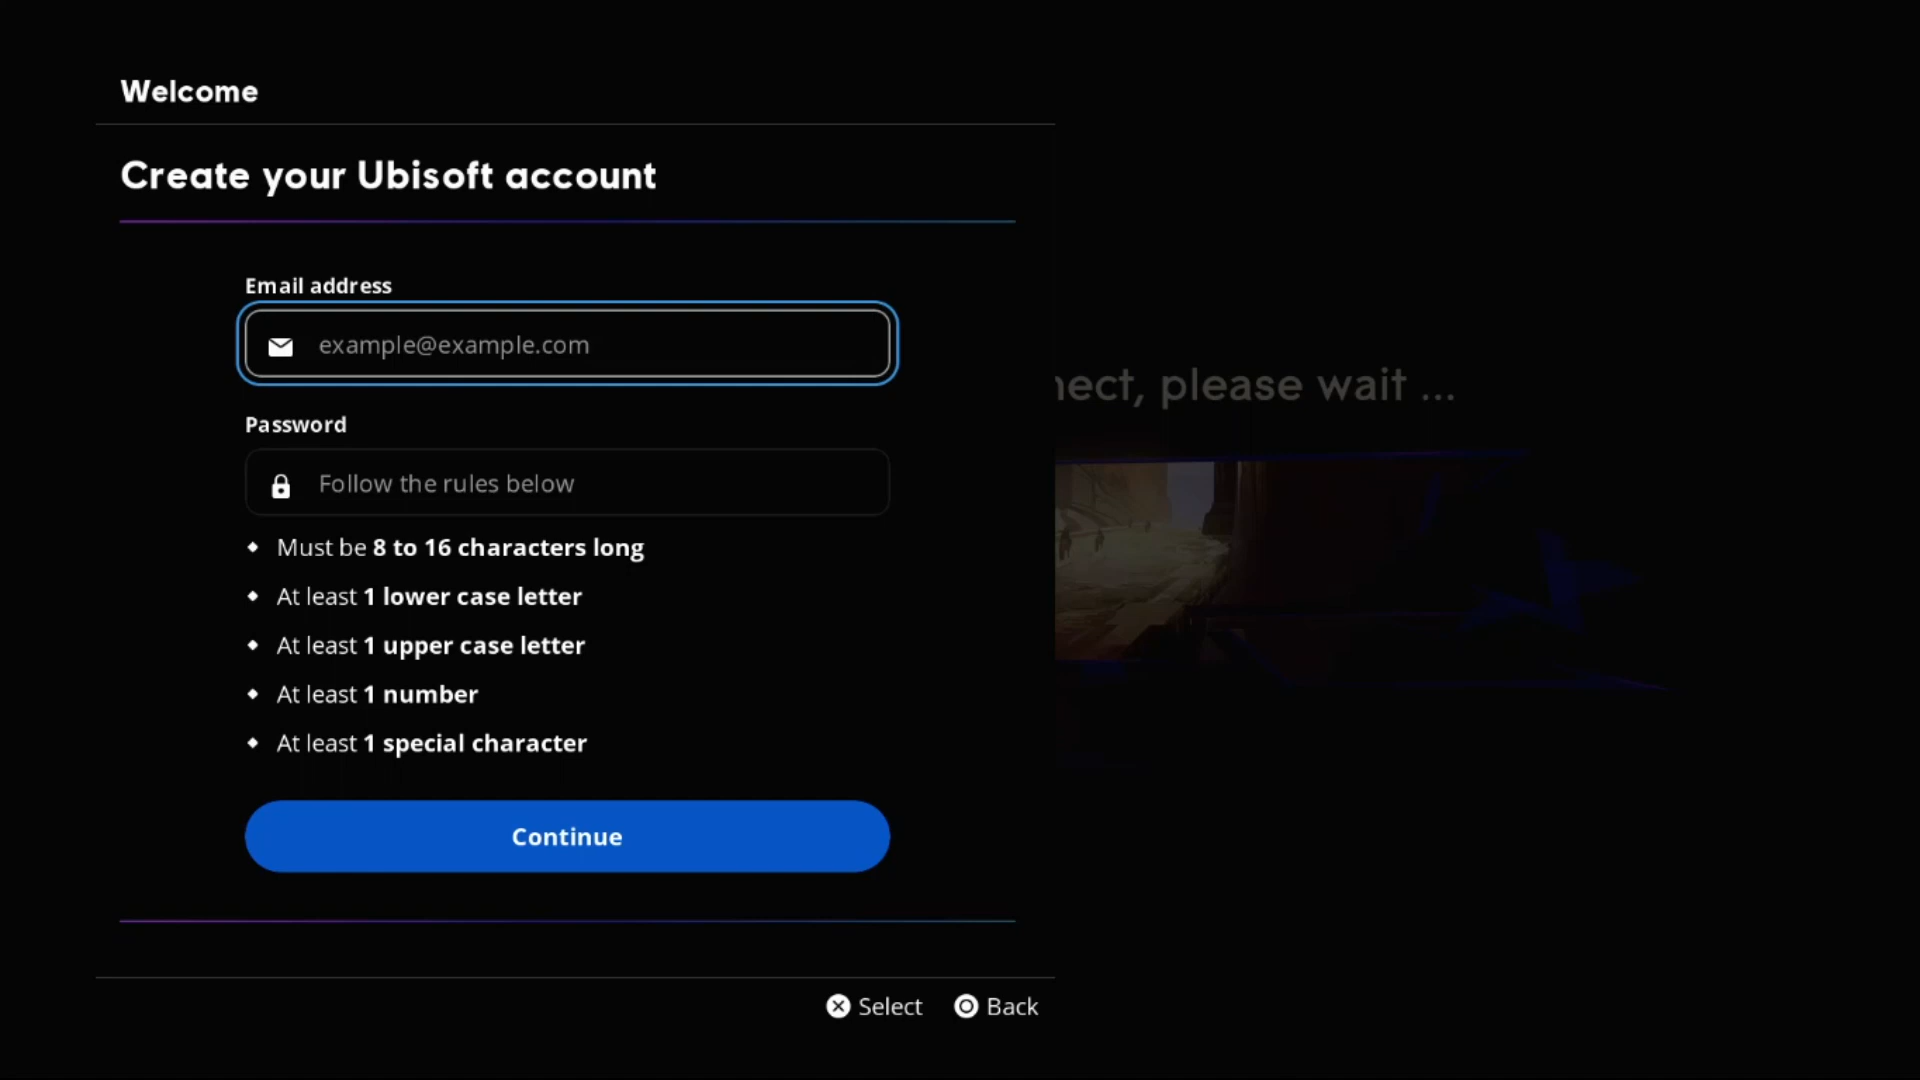 Welcome
Create your Ubisoft account
Email address
example@example.com
Password
Follow the rules below
Must be 8 to 16 characters long
At least 1 lower case letter
At least 1 upper case letter
At least 1 number
At least 1 special character
Continue
Select
Back
please wait ...